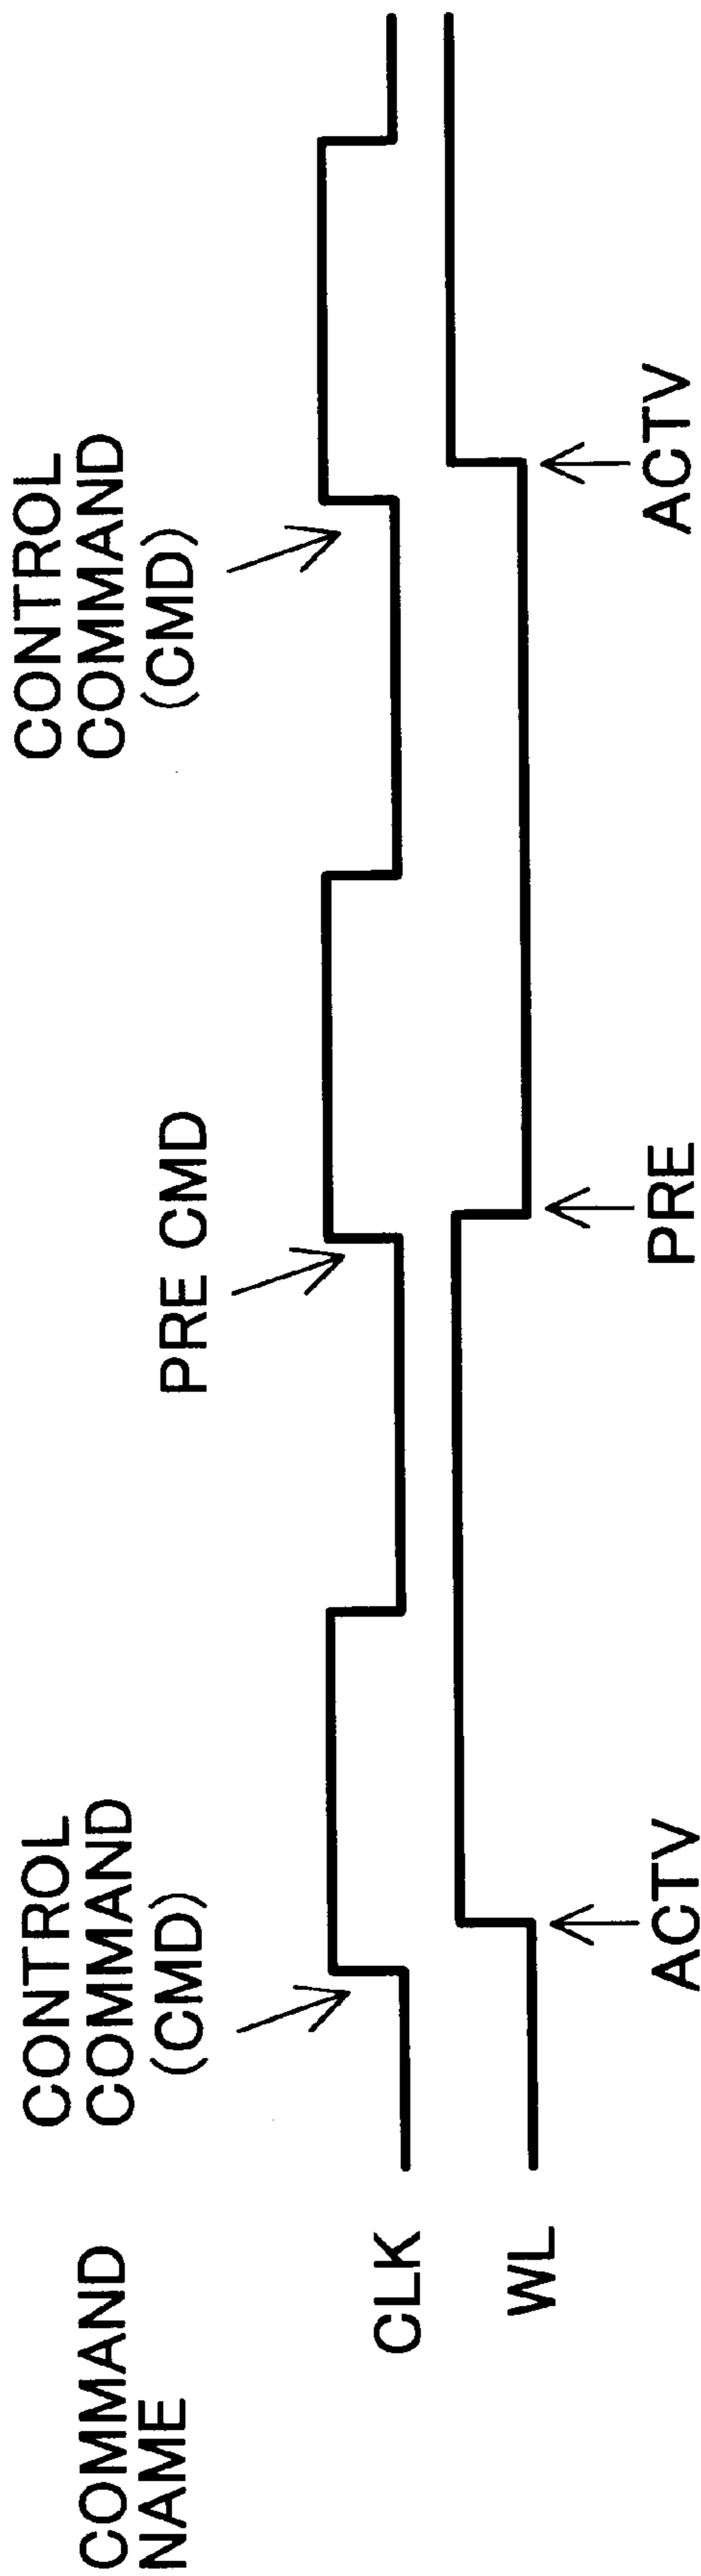 COMMAND
NAME
CONTROL
COMMAND
(CMD)
PRE CMD
CONTROL
COMMAND
(CMD)
CLK
WL
ACTV
PRE
ACTV